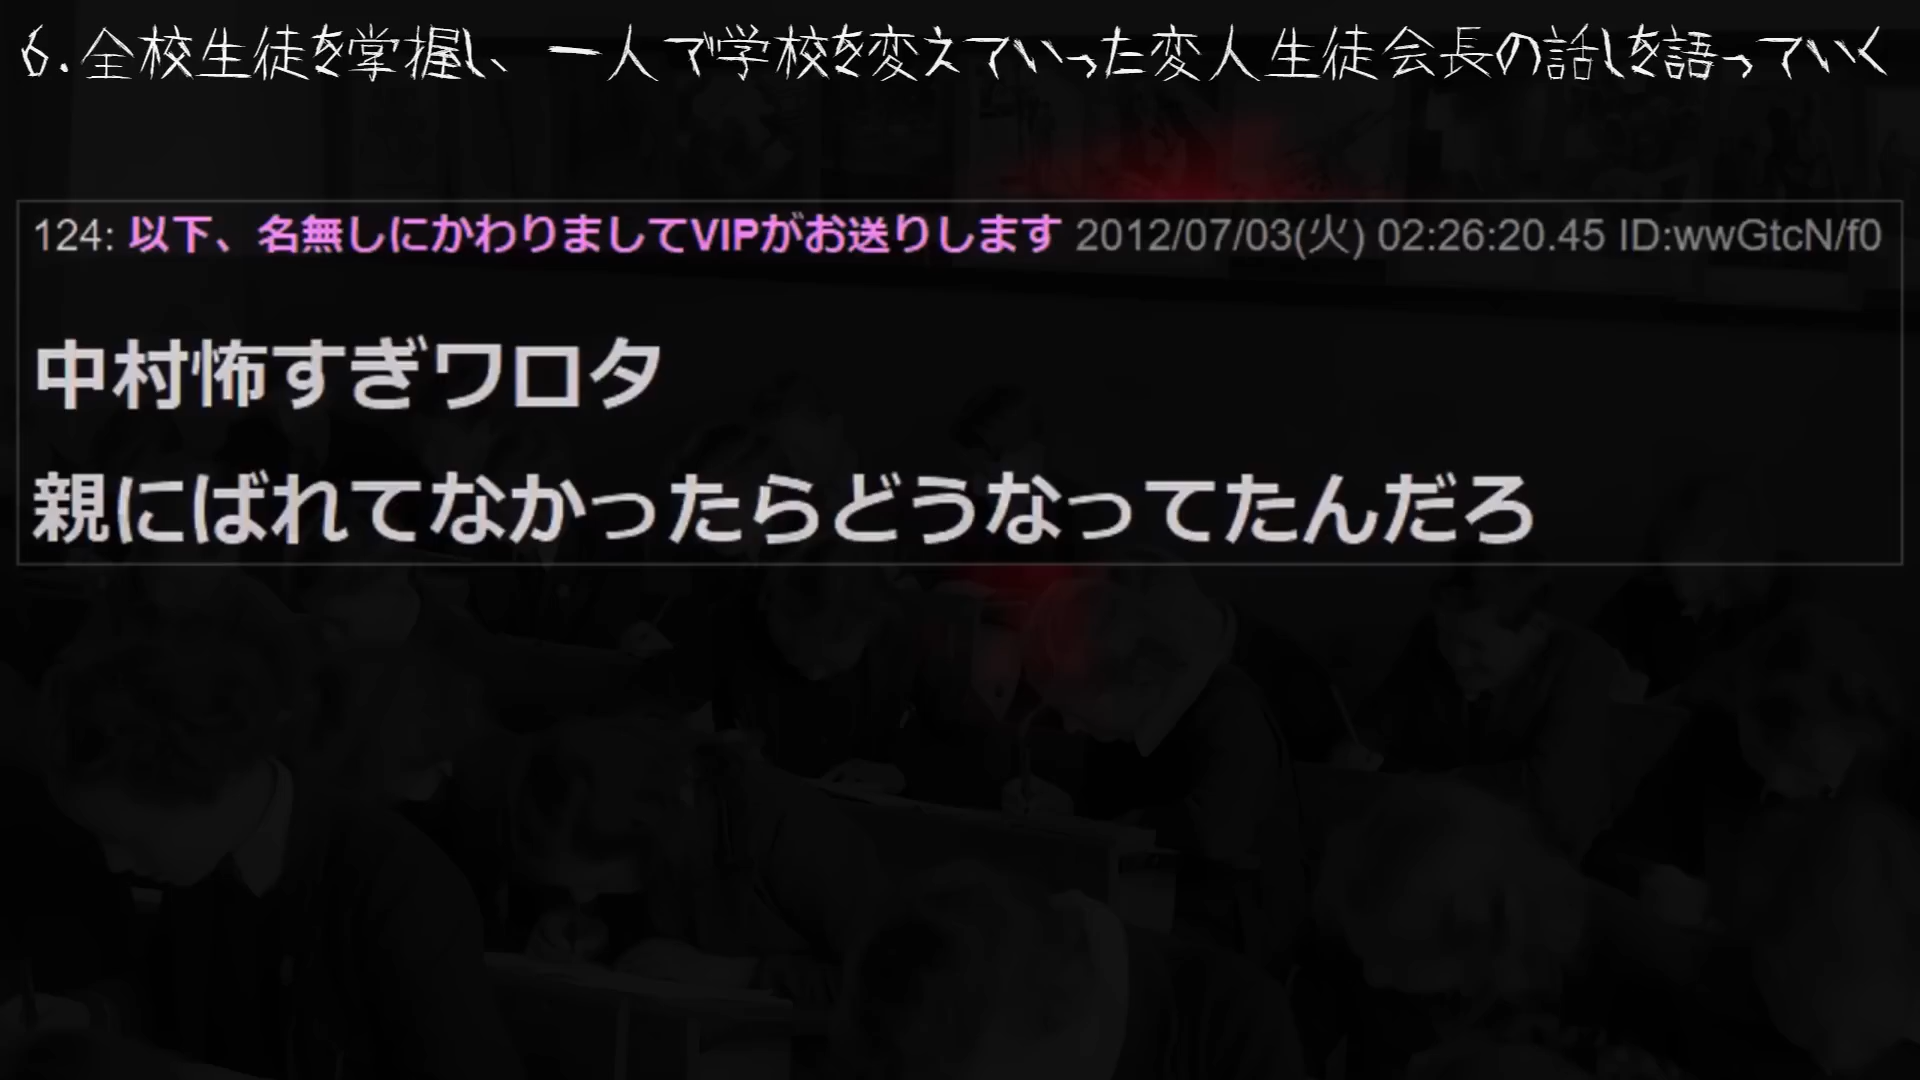 6.全校生徒を掌握し、一人で学校を変えていった変人生徒会長の話しを語っていく
124: 以下、名無しにかわりましてVIPがお送りします 2012/07/03(火) 02:26:20.45 ID:wwGtcN/f0
中村怖すぎワロタ
親にばれてなかったらどうなってたんだろ